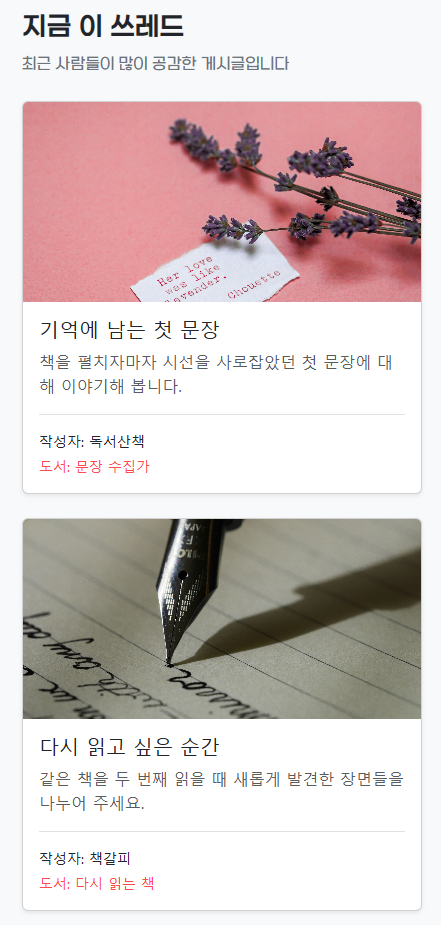 지금 이 쓰레드
최근 사람들이 많이 공감한 게시글입니다
Her love
was like
lavender.
Chouette
기억에 남는 첫 문장
책을 펼치자마자 시선을 사로잡았던 첫 문장에 대
해 이야기해 봅니다.
작성자: 독서산책
도서: 문장 수집가
다시 읽고 싶은 순간
같은 책을 두 번째 읽을 때 새롭게 발견한 장면들을
나누어 주세요.
작성자: 책갈피
도서: 다시 읽는 책